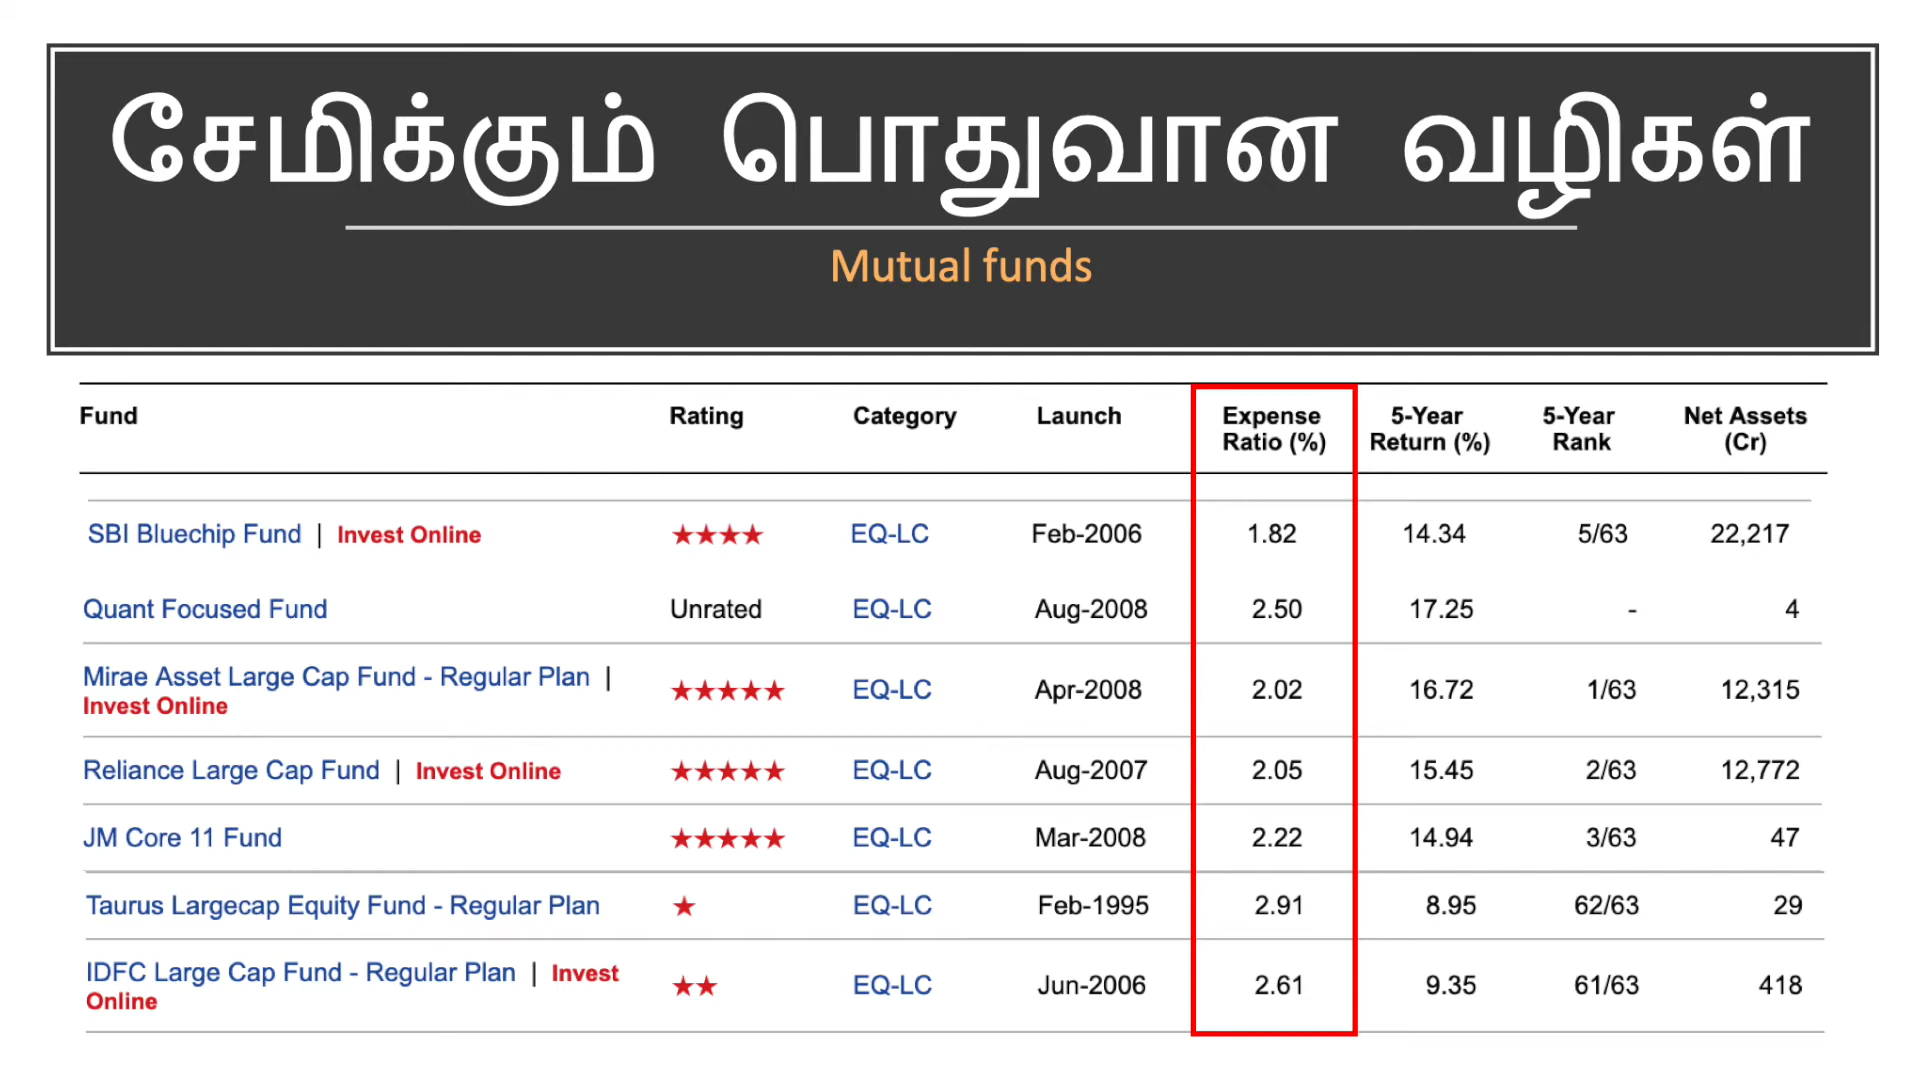 சேமிக்கும் பொதுவான வழிகள்
Mutual funds
Fund Rating Category Launch Expense Ratio (%) 5-Year Return (%) 5-Year Rank Net Assets (Cr)
SBI Bluechip Fund | Invest Online ★★★★ EQ-LC Feb-2006 1.82 14.34 5/63 22,217
Quant Focused Fund Unrated EQ-LC Aug-2008 2.50 17.25 - 4
Mirae Asset Large Cap Fund - Regular Plan |
Invest Online ★★★★★ EQ-LC Apr-2008 2.02 16.72 1/63 12,315
Reliance Large Cap Fund | Invest Online ★★★★★ EQ-LC Aug-2007 2.05 15.45 2/63 12,772
JM Core 11 Fund ★★★★★ EQ-LC Mar-2008 2.22 14.94 3/63 47
Taurus Largecap Equity Fund - Regular Plan ★ EQ-LC Feb-1995 2.91 8.95 62/63 29
IDFC Large Cap Fund - Regular Plan | Invest
Online ★★ EQ-LC Jun-2006 2.61 9.35 61/63 418